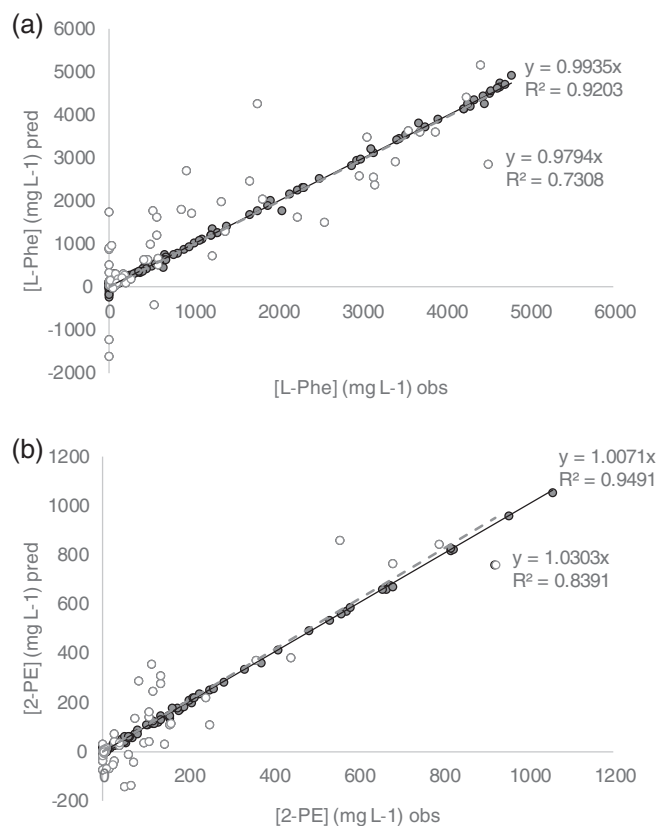 (a)
6000
5000
4000
3000
2000
1000
0
-1000
-2000
[L-Phe] (mg L-1) pred
y = 0.9935x
R² = 0.9203
y = 0.9794x
R² = 0.7308
0 1000 2000 3000 4000 5000 6000
[L-Phe] (mg L-1) obs
(b)
1200
1000
800
600
400
200
0
-200
[2-PE] (mg L-1) pred
y = 1.0071x
R² = 0.9491
y = 1.0303x
R² = 0.8391
0 200 400 600 800 1000 1200
[2-PE] (mg L-1) obs